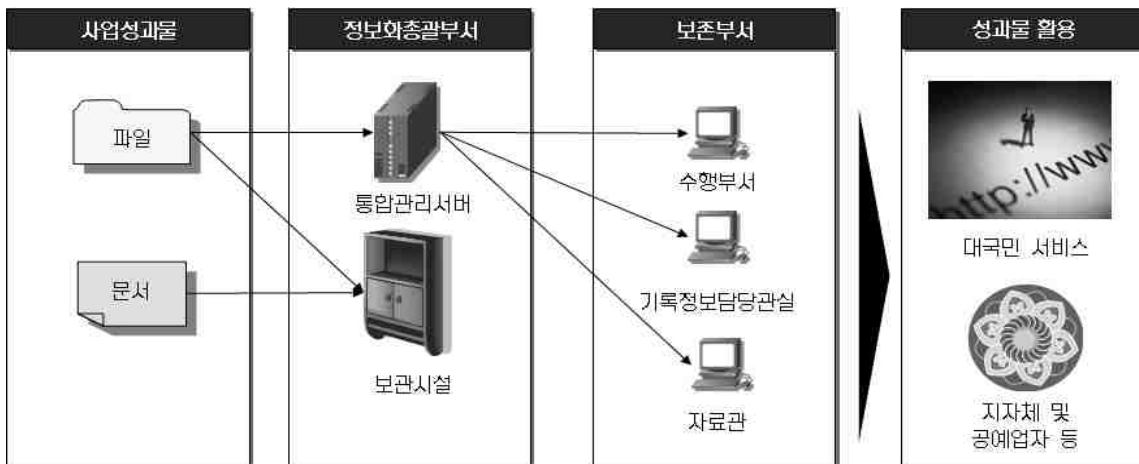 사업성과물
정보화총괄부서
보존부서
성과물 활용
파일
문서
통합관리서버
보관시설
수행부서
기록정보담당관실
자료관
http://www
대국민 서비스
지자체 및
공예업자 등